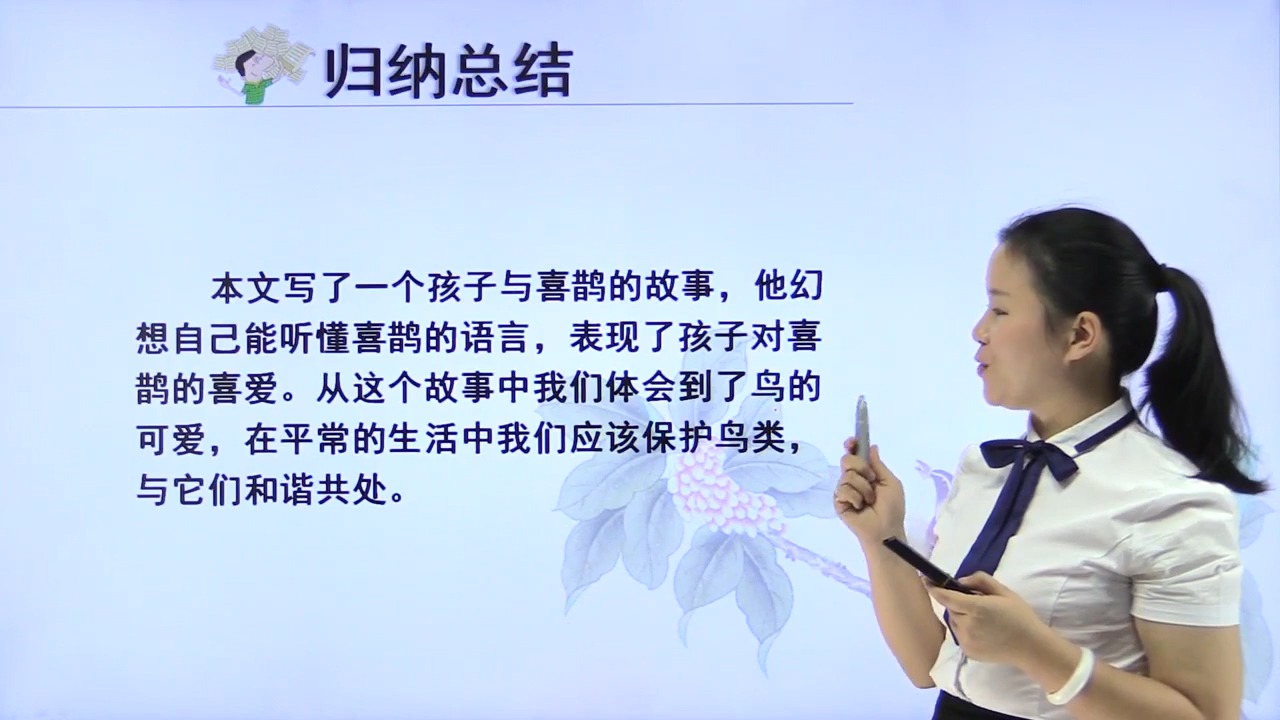 归纳总结
本文写了一个孩子与喜鹊的故事，他幻
想自己能听懂喜鹊的语言，表现了孩子对喜
鹊的喜爱。从这个故事中我们体会到了鸟的
可爱，在平常的生活中我们应该保护鸟类，
与它们和谐共处。